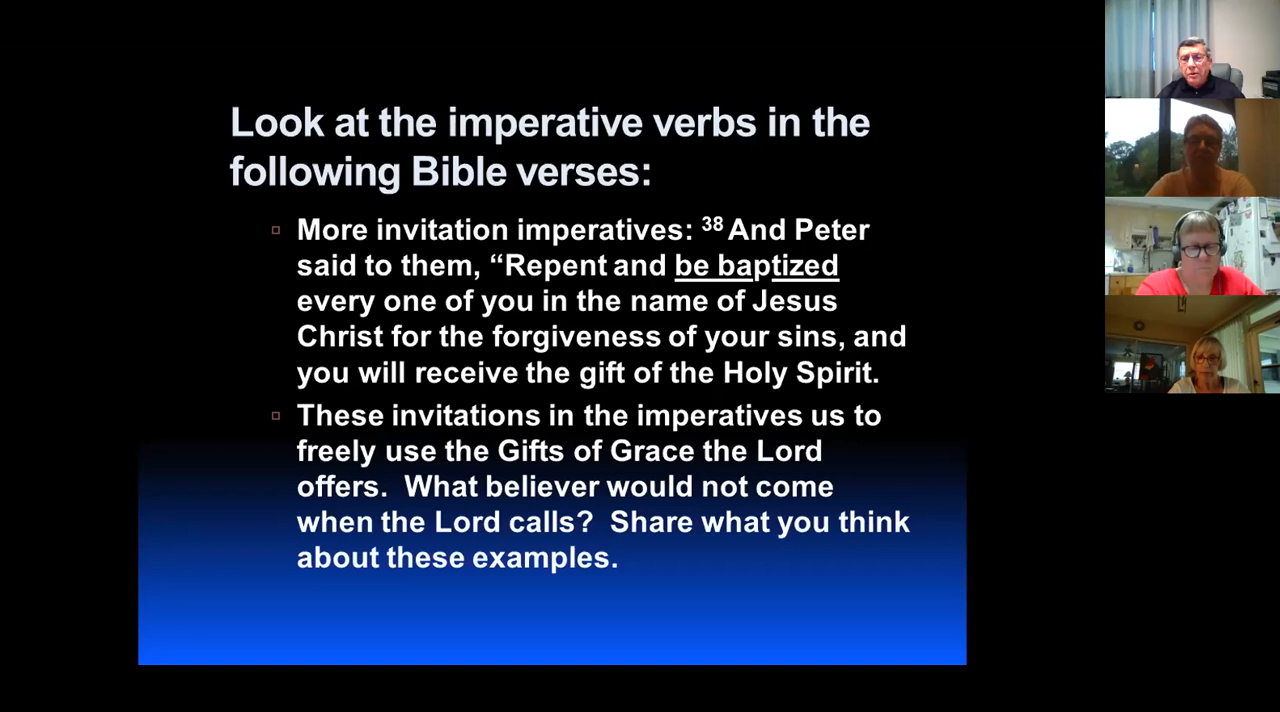 Look at the imperative verbs in the
following Bible verses:
More invitation imperatives: 38 And Peter
said to them, “Repent and be baptized
every one of you in the name of Jesus
Christ for the forgiveness of your sins, and
you will receive the gift of the Holy Spirit.
These invitations in the imperatives us to
freely use the Gifts of Grace the Lord
offers.  What believer would not come
when the Lord calls?  Share what you think
about these examples.